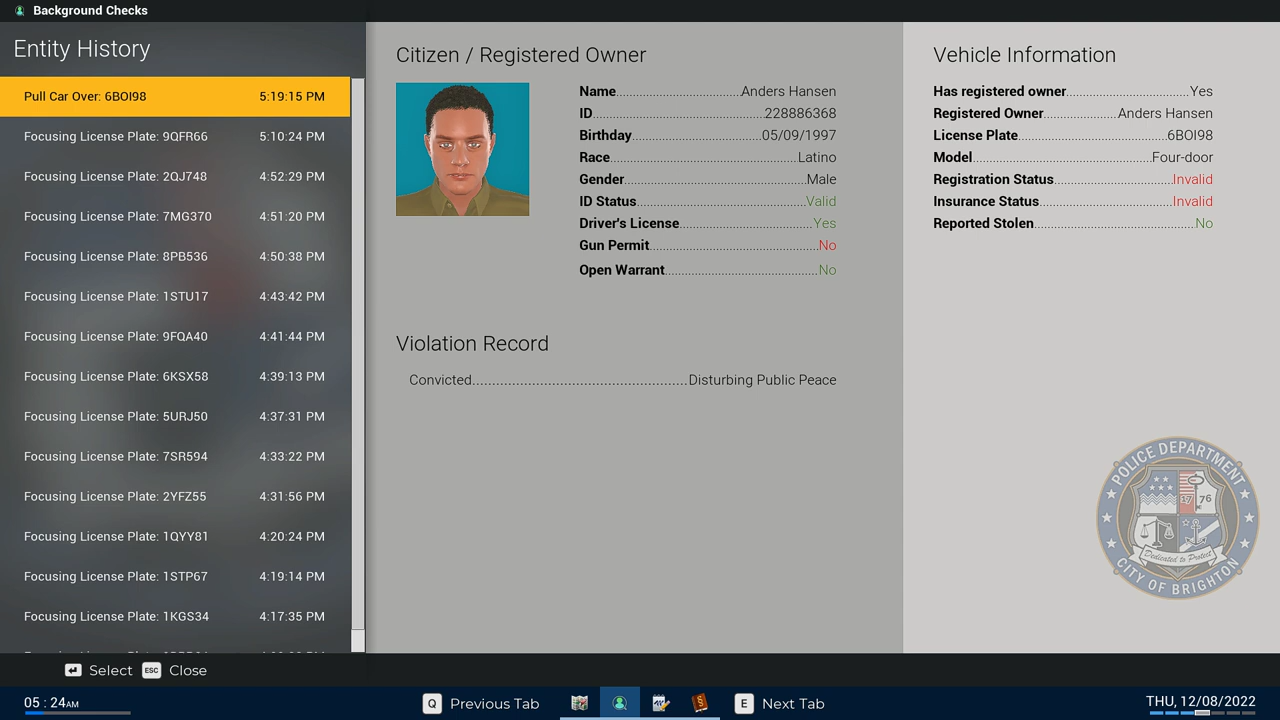 Background Checks
Entity History
Pull Car Over: 6BOI98 5:19:15 PM
Focusing License Plate: 9QFR66 5:10:24 PM
Focusing License Plate: 2QJ748 4:52:29 PM
Focusing License Plate: 7MG370 4:51:20 PM
Focusing License Plate: 8PB536 4:50:38 PM
Focusing License Plate: 1STU17 4:43:42 PM
Focusing License Plate: 9FQA40 4:41:44 PM
Focusing License Plate: 6KSX58 4:39:13 PM
Focusing License Plate: 5URJ50 4:37:31 PM
Focusing License Plate: 7SR594 4:33:22 PM
Focusing License Plate: 2YFZ55 4:31:56 PM
Focusing License Plate: 1QYY81 4:20:24 PM
Focusing License Plate: 1STP67 4:19:14 PM
Focusing License Plate: 1KGS34 4:17:35 PM
Citizen / Registered Owner
Name Anders Hansen
ID 228886368
Birthday 05/09/1997
Race Latino
Gender Male
ID Status Valid
Driver's License Yes
Gun Permit No
Open Warrant No
Violation Record
Convicted Disturbing Public Peace
Vehicle Information
Has registered owner Yes
Registered Owner Anders Hansen
License Plate 6BOI98
Model Four-door
Registration Status Invalid
Insurance Status Invalid
Reported Stolen No
POLICE DEPARTMENT
17 76
Dedicated to Protect
CITY OF BRIGHTON
Select ESC Close
05 : 24 AM
Q Previous Tab
E Next Tab
THU, 12/08/2022